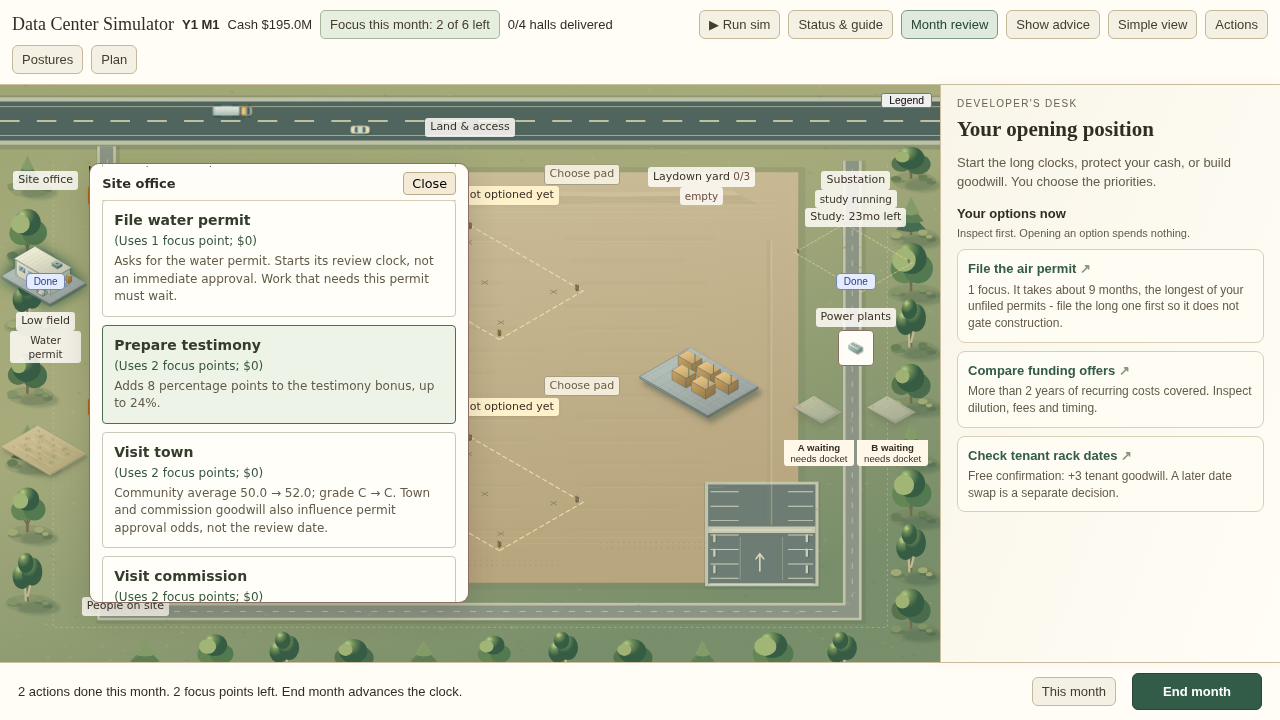 Data Center Simulator Y1 M1 Cash $195.0M Focus this month: 2 of 6 left 0/4 halls delivered
▶ Run sim Status & guide Month review Show advice Simple view Actions
Postures Plan
Legend
Land & access
Site office
Choose pad
ot optioned yet
Laydown yard 0/3
empty
Substation
study running
Study: 23mo left
Done
Done
Low field
Water
permit
Power plants
Choose pad
ot optioned yet
A waiting
needs docket
B waiting
needs docket
People on site
Site office
Close
File water permit
(Uses 1 focus point; $0)
Asks for the water permit. Starts its review clock, not
an immediate approval. Work that needs this permit
must wait.
Prepare testimony
(Uses 2 focus points; $0)
Adds 8 percentage points to the testimony bonus, up
to 24%.
Visit town
(Uses 2 focus points; $0)
Community average 50.0 → 52.0; grade C → C. Town
and commission goodwill also influence permit
approval odds, not the review date.
Visit commission
(Uses 2 focus points; $0)
DEVELOPER'S DESK
Your opening position
Start the long clocks, protect your cash, or build
goodwill. You choose the priorities.
Your options now
Inspect first. Opening an option spends nothing.
File the air permit ↗
1 focus. It takes about 9 months, the longest of your
unfiled permits - file the long one first so it does not
gate construction.
Compare funding offers ↗
More than 2 years of recurring costs covered. Inspect
dilution, fees and timing.
Check tenant rack dates ↗
Free confirmation: +3 tenant goodwill. A later date
swap is a separate decision.
2 actions done this month. 2 focus points left. End month advances the clock.
This month
End month